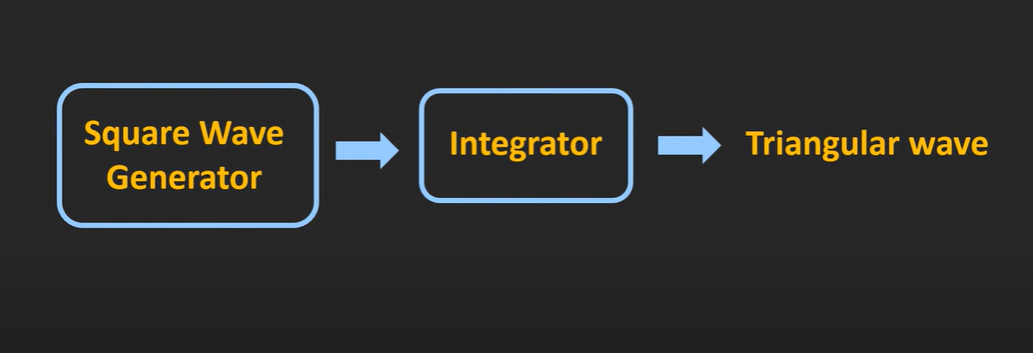 Square Wave
Generator
Integrator
Triangular wave